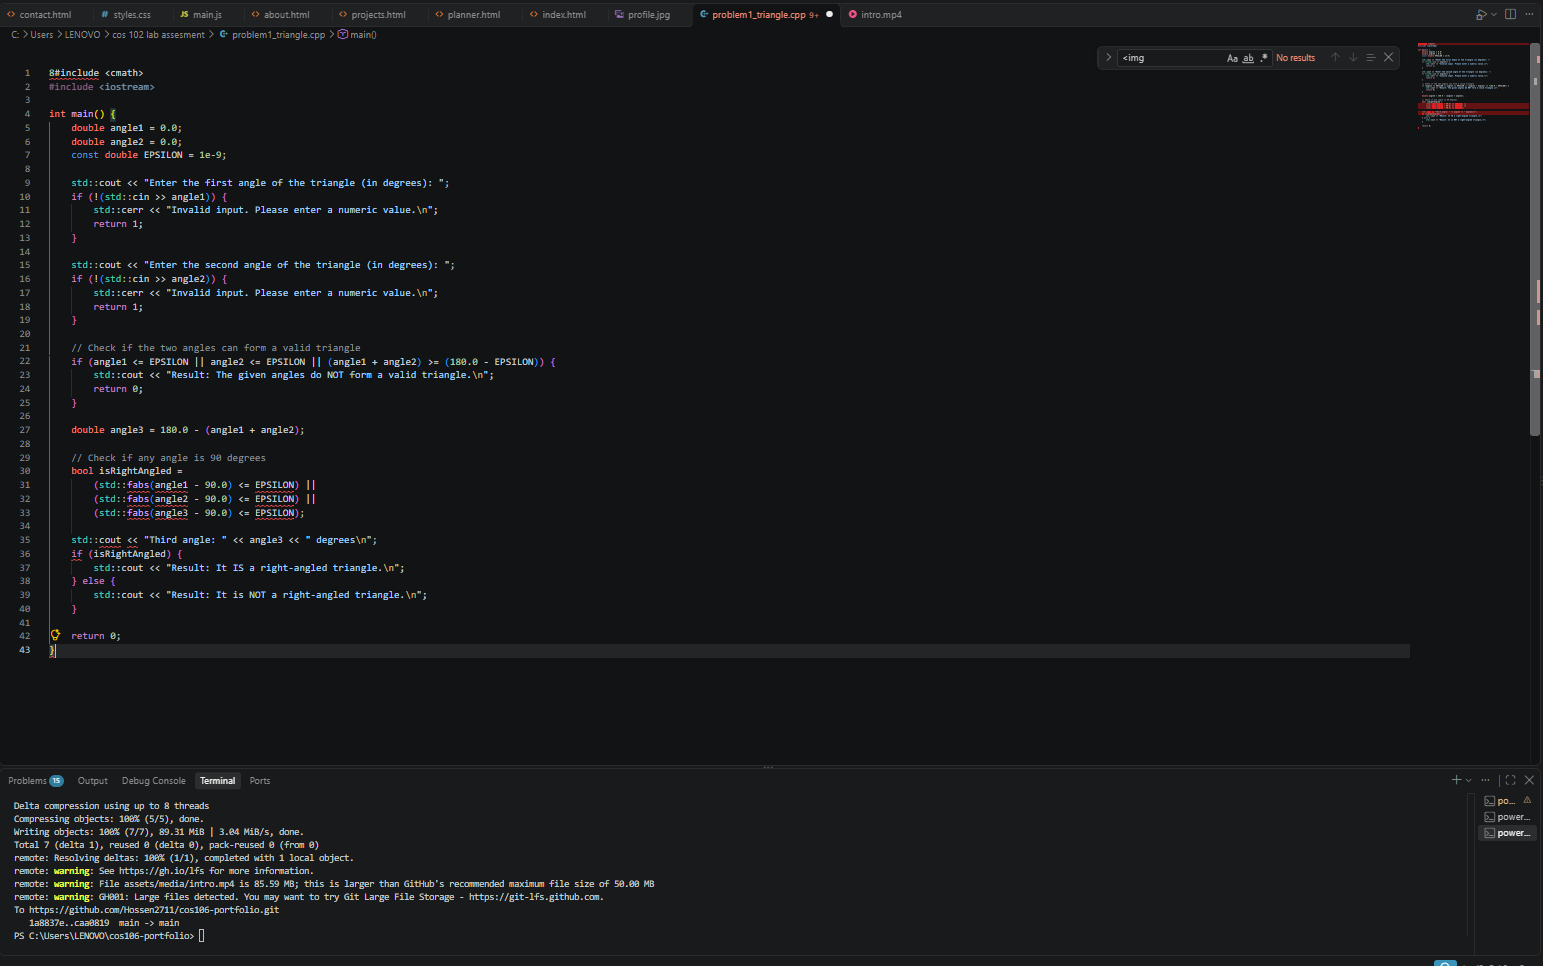 contact.html # styles.css JS main.js <> about.html <> projects.html <> planner.html <> index.html profile.jpg problem1_triangle.cpp 9+ intro.mp4
C: > Users > LENOVO > cos 102 lab assesment > problem1_triangle.cpp > main()
<img Aa ab .* No results
1 8#include <cmath>
2 #include <iostream>
3
4 int main() {
5 double angle1 = 0.0;
6 double angle2 = 0.0;
7 const double EPSILON = 1e-9;
8
9 std::cout << "Enter the first angle of the triangle (in degrees): ";
10 if (!(std::cin >> angle1)) {
11 std::cerr << "Invalid input. Please enter a numeric value.\n";
12 return 1;
13 }
14
15 std::cout << "Enter the second angle of the triangle (in degrees): ";
16 if (!(std::cin >> angle2)) {
17 std::cerr << "Invalid input. Please enter a numeric value.\n";
18 return 1;
19 }
20
21 // Check if the two angles can form a valid triangle
22 if (angle1 <= EPSILON || angle2 <= EPSILON || (angle1 + angle2) >= (180.0 - EPSILON)) {
23 std::cout << "Result: The given angles do NOT form a valid triangle.\n";
24 return 0;
25 }
26
27 double angle3 = 180.0 - (angle1 + angle2);
28
29 // Check if any angle is 90 degrees
30 bool isRightAngled =
31 (std::fabs(angle1 - 90.0) <= EPSILON) ||
32 (std::fabs(angle2 - 90.0) <= EPSILON) ||
33 (std::fabs(angle3 - 90.0) <= EPSILON);
34
35 std::cout << "Third angle: " << angle3 << " degrees\n";
36 if (isRightAngled) {
37 std::cout << "Result: It IS a right-angled triangle.\n";
38 } else {
39 std::cout << "Result: It is NOT a right-angled triangle.\n";
40 }
41
42 return 0;
43 }
Problems 15 Output Debug Console Terminal Ports
Delta compression using up to 8 threads
Compressing objects: 100% (5/5), done.
Writing objects: 100% (7/7), 89.31 MiB | 3.04 MiB/s, done.
Total 7 (delta 1), reused 0 (delta 0), pack-reused 0 (from 0)
remote: Resolving deltas: 100% (1/1), completed with 1 local object.
remote: warning: See https://gh.io/lfs for more information.
remote: warning: File assets/media/intro.mp4 is 85.59 MB; this is larger than GitHub's recommended maximum file size of 50.00 MB
remote: warning: GH001: Large files detected. You may want to try Git Large File Storage - https://git-lfs.github.com.
To https://github.com/Hossen2711/cos106-portfolio.git
1a8837e..caa0819 main -> main
PS C:\Users\LENOVO\cos106-portfolio>
po...
power...
power...